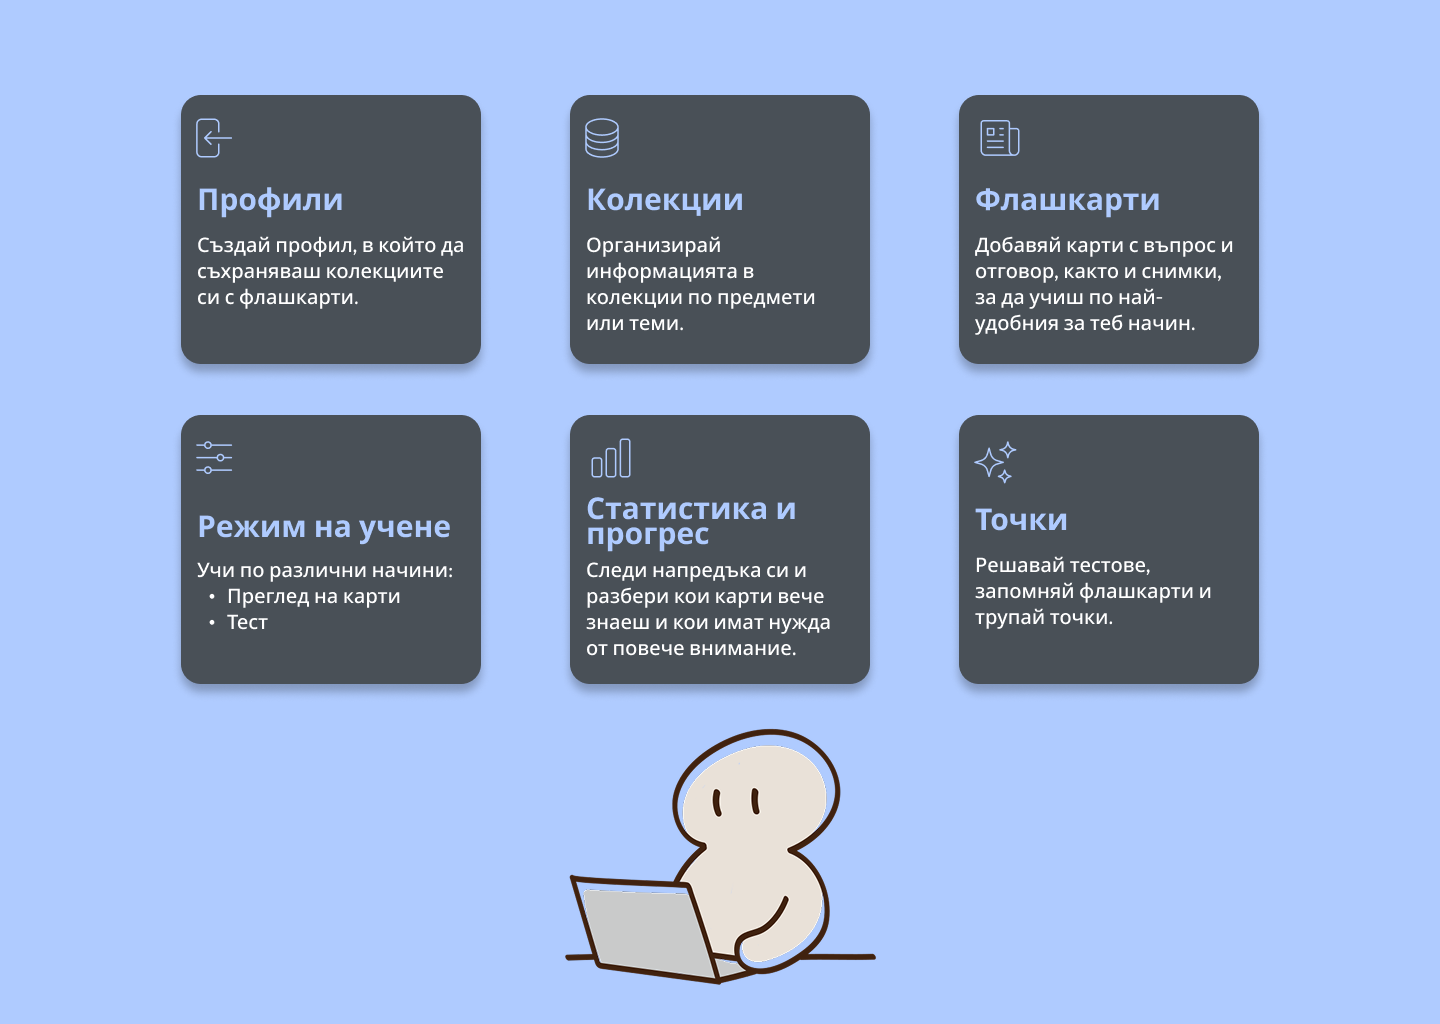 Профили
Създай профил, в който да
съхраняваш колекциите
си с флашкарти.
Колекции
Организирай
информацията в
колекции по предмети
или теми.
Флашкарти
Добавяй карти с въпрос и
отговор, както и снимки,
за да учиш по най-
удобния за теб начин.
Режим на учене
Учи по различни начини:
• Преглед на карти
• Тест
Статистика и
прогрес
Следи напредъка си и
разбери кои карти вече
знаеш и кои имат нужда
от повече внимание.
Точки
Решавай тестове,
запомняй флашкарти и
трупай точки.